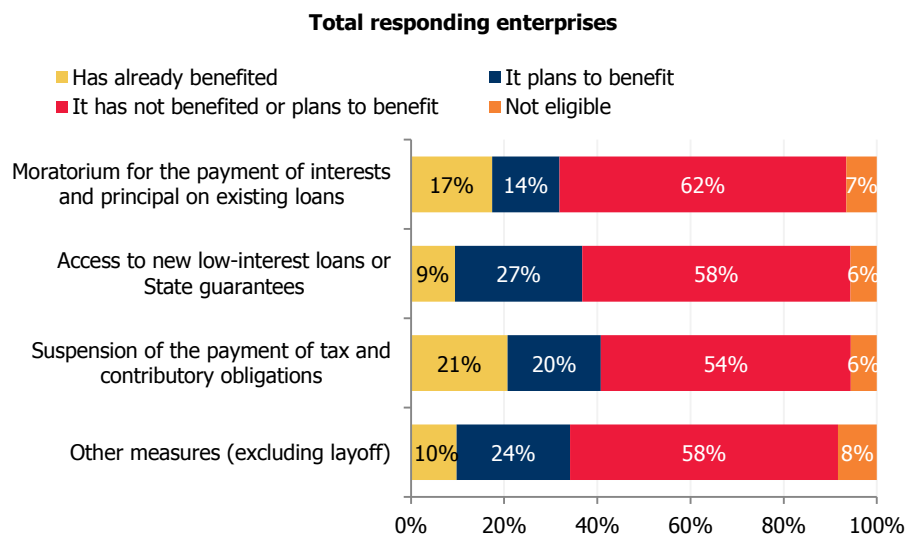 Total responding enterprises
Has already benefited
It plans to benefit
It has not benefited or plans to benefit
Not eligible
Moratorium for the payment of interests
and principal on existing loans
17% 14% 62% 7%
Access to new low-interest loans or
State guarantees
9% 27% 58% 6%
Suspension of the payment of tax and
contributory obligations
21% 20% 54% 6%
Other measures (excluding layoff)
10% 24% 58% 8%
0% 20% 40% 60% 80% 100%